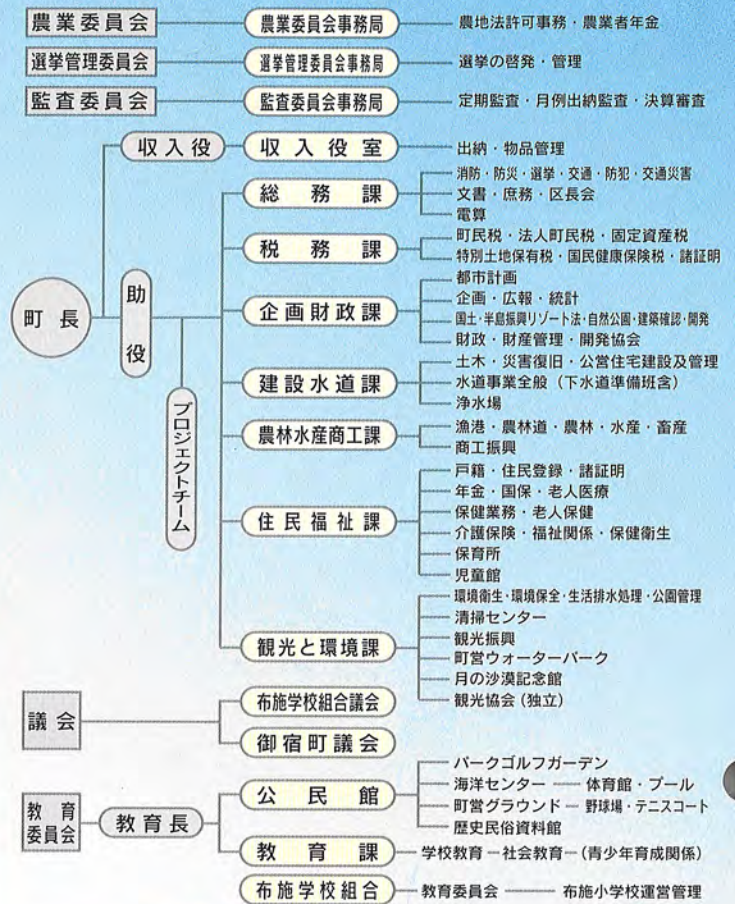 農業委員会 農業委員会事務局 農地法許可事務・農業者年金
選挙管理委員会 選挙管理委員会事務局 選挙の啓発・管理
監査委員会 監査委員会事務局 定期監査・月例出納監査・決算審査
町長
収入役 収入役室 出納・物品管理
助役
プロジェクトチーム
総務課
消防・防災・選挙・交通・防犯・交通災害
文書・庶務・区長会
電算
税務課
町民税・法人町民税・固定資産税
特別土地保有税・国民健康保険税・諸証明
企画財政課
都市計画
企画・広報・統計
国土・半島振興リゾート法・自然公園・建築確認・開発
財政・財産管理・開発協会
建設水道課
土木・災害復旧・公営住宅建設及管理
水道事業全般（下水道準備班含）
浄水場
農林水産商工課
漁港・農林道・農林・水産・畜産
商工振興
住民福祉課
戸籍・住民登録・諸証明
年金・国保・老人医療
保健業務・老人保健
介護保険・福祉関係・保健衛生
保育所
児童館
観光と環境課
環境衛生・環境保全・生活排水処理・公園管理
清掃センター
観光振興
町営ウォーターパーク
月の沙漠記念館
観光協会（独立）
議会
布施学校組合議会
御宿町議会
教育委員会
教育長
公民館
パークゴルフガーデン
海洋センター 体育館・プール
町営グラウンド 野球場・テニスコート
歴史民俗資料館
教育課 学校教育 社会教育 （青少年育成関係）
布施学校組合 教育委員会 布施小学校運営管理